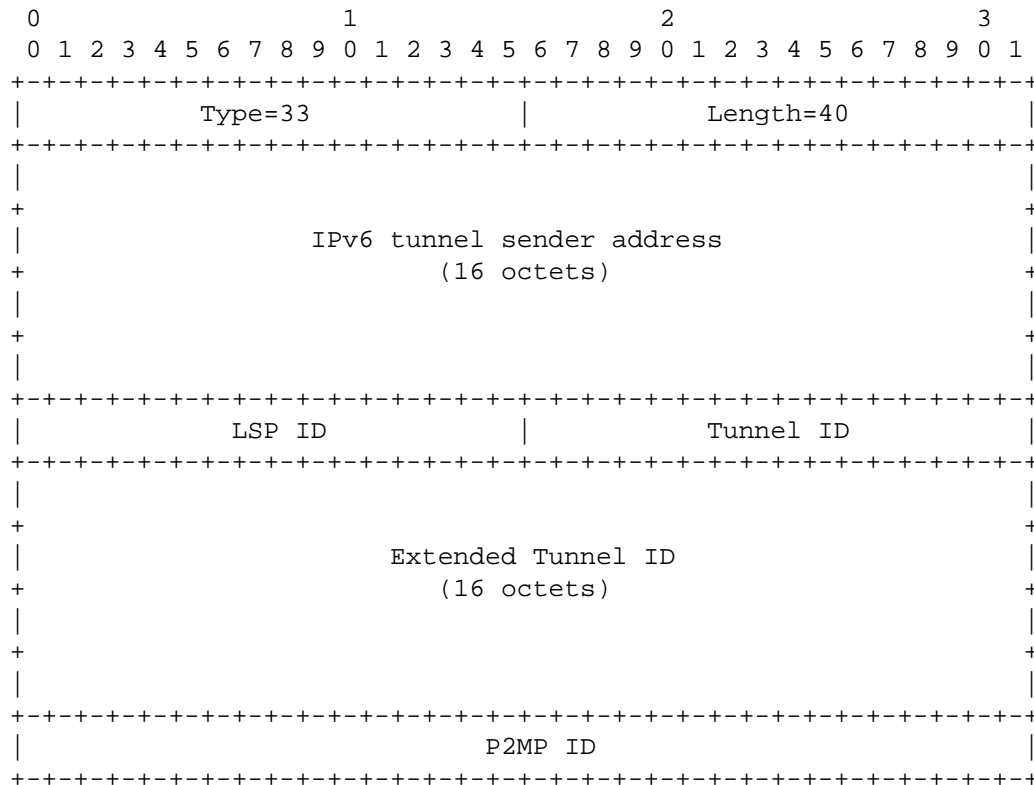 0                   1                   2                   3
 0 1 2 3 4 5 6 7 8 9 0 1 2 3 4 5 6 7 8 9 0 1 2 3 4 5 6 7 8 9 0 1
+-+-+-+-+-+-+-+-+-+-+-+-+-+-+-+-+-+-+-+-+-+-+-+-+-+-+-+-+-+-+-+-+
|           Type=33             |           Length=40           |
+-+-+-+-+-+-+-+-+-+-+-+-+-+-+-+-+-+-+-+-+-+-+-+-+-+-+-+-+-+-+-+-+
|                                                               |
+                                                               +
|                  IPv6 tunnel sender address                   |
+                          (16 octets)                          +
|                                                               |
+                                                               +
|                                                               |
+-+-+-+-+-+-+-+-+-+-+-+-+-+-+-+-+-+-+-+-+-+-+-+-+-+-+-+-+-+-+-+-+
|             LSP ID            |           Tunnel ID           |
+-+-+-+-+-+-+-+-+-+-+-+-+-+-+-+-+-+-+-+-+-+-+-+-+-+-+-+-+-+-+-+-+
|                                                               |
+                                                               +
|                       Extended Tunnel ID                      |
+                          (16 octets)                          +
|                                                               |
+                                                               +
|                                                               |
+-+-+-+-+-+-+-+-+-+-+-+-+-+-+-+-+-+-+-+-+-+-+-+-+-+-+-+-+-+-+-+-+
|                             P2MP ID                           |
+-+-+-+-+-+-+-+-+-+-+-+-+-+-+-+-+-+-+-+-+-+-+-+-+-+-+-+-+-+-+-+-+